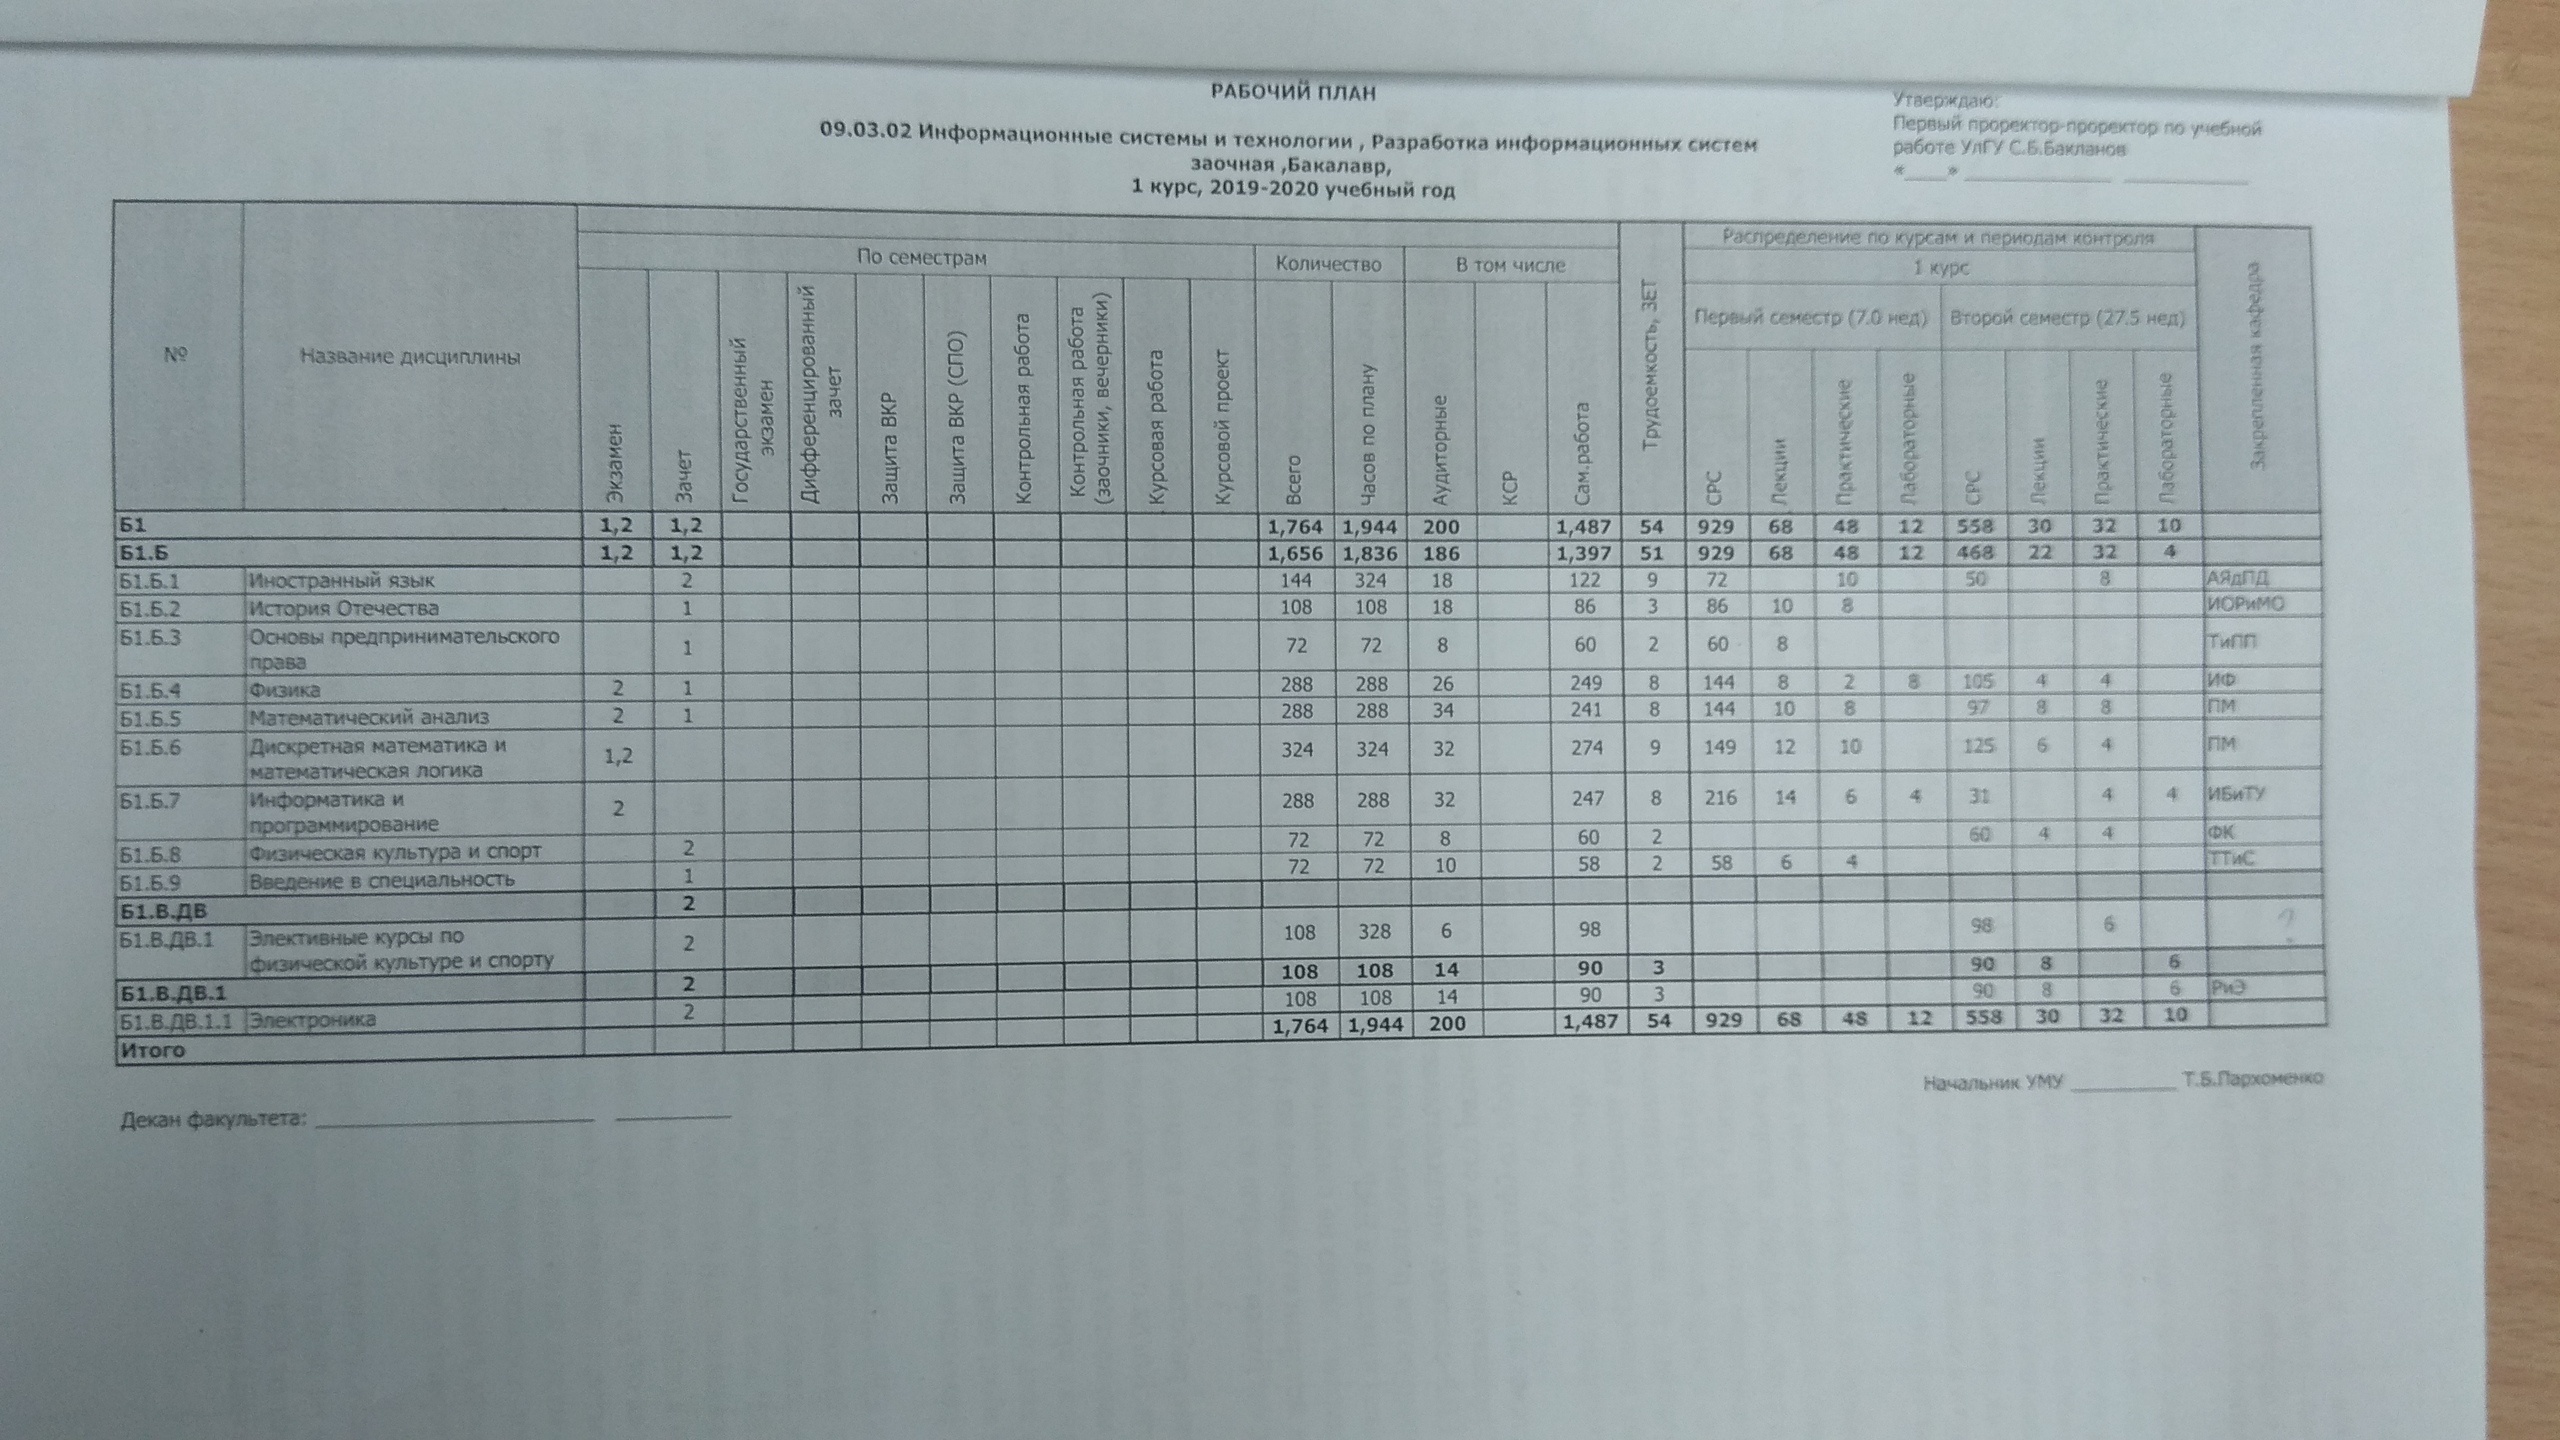 РАБОЧИЙ ПЛАН
09.03.02 Информационные системы и технологии , Разработка информационных систем
заочная ,Бакалавр,
1 курс, 2019-2020 учебный год
Утверждаю:
Первый проректор-проректор по учебной
работе УлГУ С.Б.Бакланов
"____" ____________ __________
№ Название дисциплины По семестрам Количество В том числе Трудоемкость, ЗЕТ Распределение по курсам и периодам контроля Закрепленная кафедра
1 курс
Первый семестр (7.0 нед) Второй семестр (27.5 нед)
Экзамен Зачет Государственный экзамен Дифференцированный зачет Защита ВКР Защита ВКР (СПО) Контрольная работа Контрольная работа (заочники, вечерники) Курсовая работа Курсовой проект Всего Часов по плану Аудиторные КСР Сам.работа СРС Лекции Практические Лабораторные СРС Лекции Практические Лабораторные
Б1 1,2 1,2 1,764 1,944 200 1,487 54 929 68 48 12 558 30 32 10
Б1.Б 1,2 1,2 1,656 1,836 186 1,397 51 929 68 48 12 468 22 32 4
Б1.Б.1 Иностранный язык 2 144 324 18 122 9 72 10 50 8 АЯдПД
Б1.Б.2 История Отечества 1 108 108 18 86 3 86 10 8 ИОРиМО
Б1.Б.3 Основы предпринимательского
права 1 72 72 8 60 2 60 8 ТиПП
Б1.Б.4 Физика 2 1 288 288 26 249 8 144 8 2 8 105 4 4 ИФ
Б1.Б.5 Математический анализ 2 1 288 288 34 241 8 144 10 8 97 8 8 ПМ
Б1.Б.6 Дискретная математика и
математическая логика 1,2 324 324 32 274 9 149 12 10 125 6 4 ПМ
Б1.Б.7 Информатика и
программирование 2 288 288 32 247 8 216 14 6 4 31 4 4 ИБиТУ
Б1.Б.8 Физическая культура и спорт 2 72 72 8 60 2 60 4 4 ФК
Б1.Б.9 Введение в специальность 1 72 72 10 58 2 58 6 4 ТТиС
Б1.В.ДВ 2
Б1.В.ДВ.1 Элективные курсы по
физической культуре и спорту 2 108 328 6 98 98 6 ?
Б1.В.ДВ.1 2 108 108 14 90 3 90 8 6
Б1.В.ДВ.1.1 Электроника 2 108 108 14 90 3 90 8 6 РиЭ
Итого 1,764 1,944 200 1,487 54 929 68 48 12 558 30 32 10
Начальник УМУ __________ Т.Б.Пархоменко
Декан факультета: __________________________ ___________